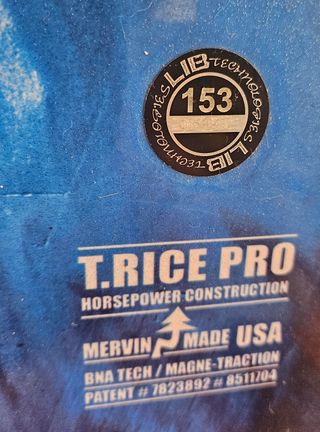 LIB TECHNOLOGIES
153
LIB TECHNOLOGIES
T.RICE PRO
HORSEPOWER CONSTRUCTION
MERVIN MADE USA
BNA TECH / MAGNE-TRACTION
PATENT # 7823892 # 8511704